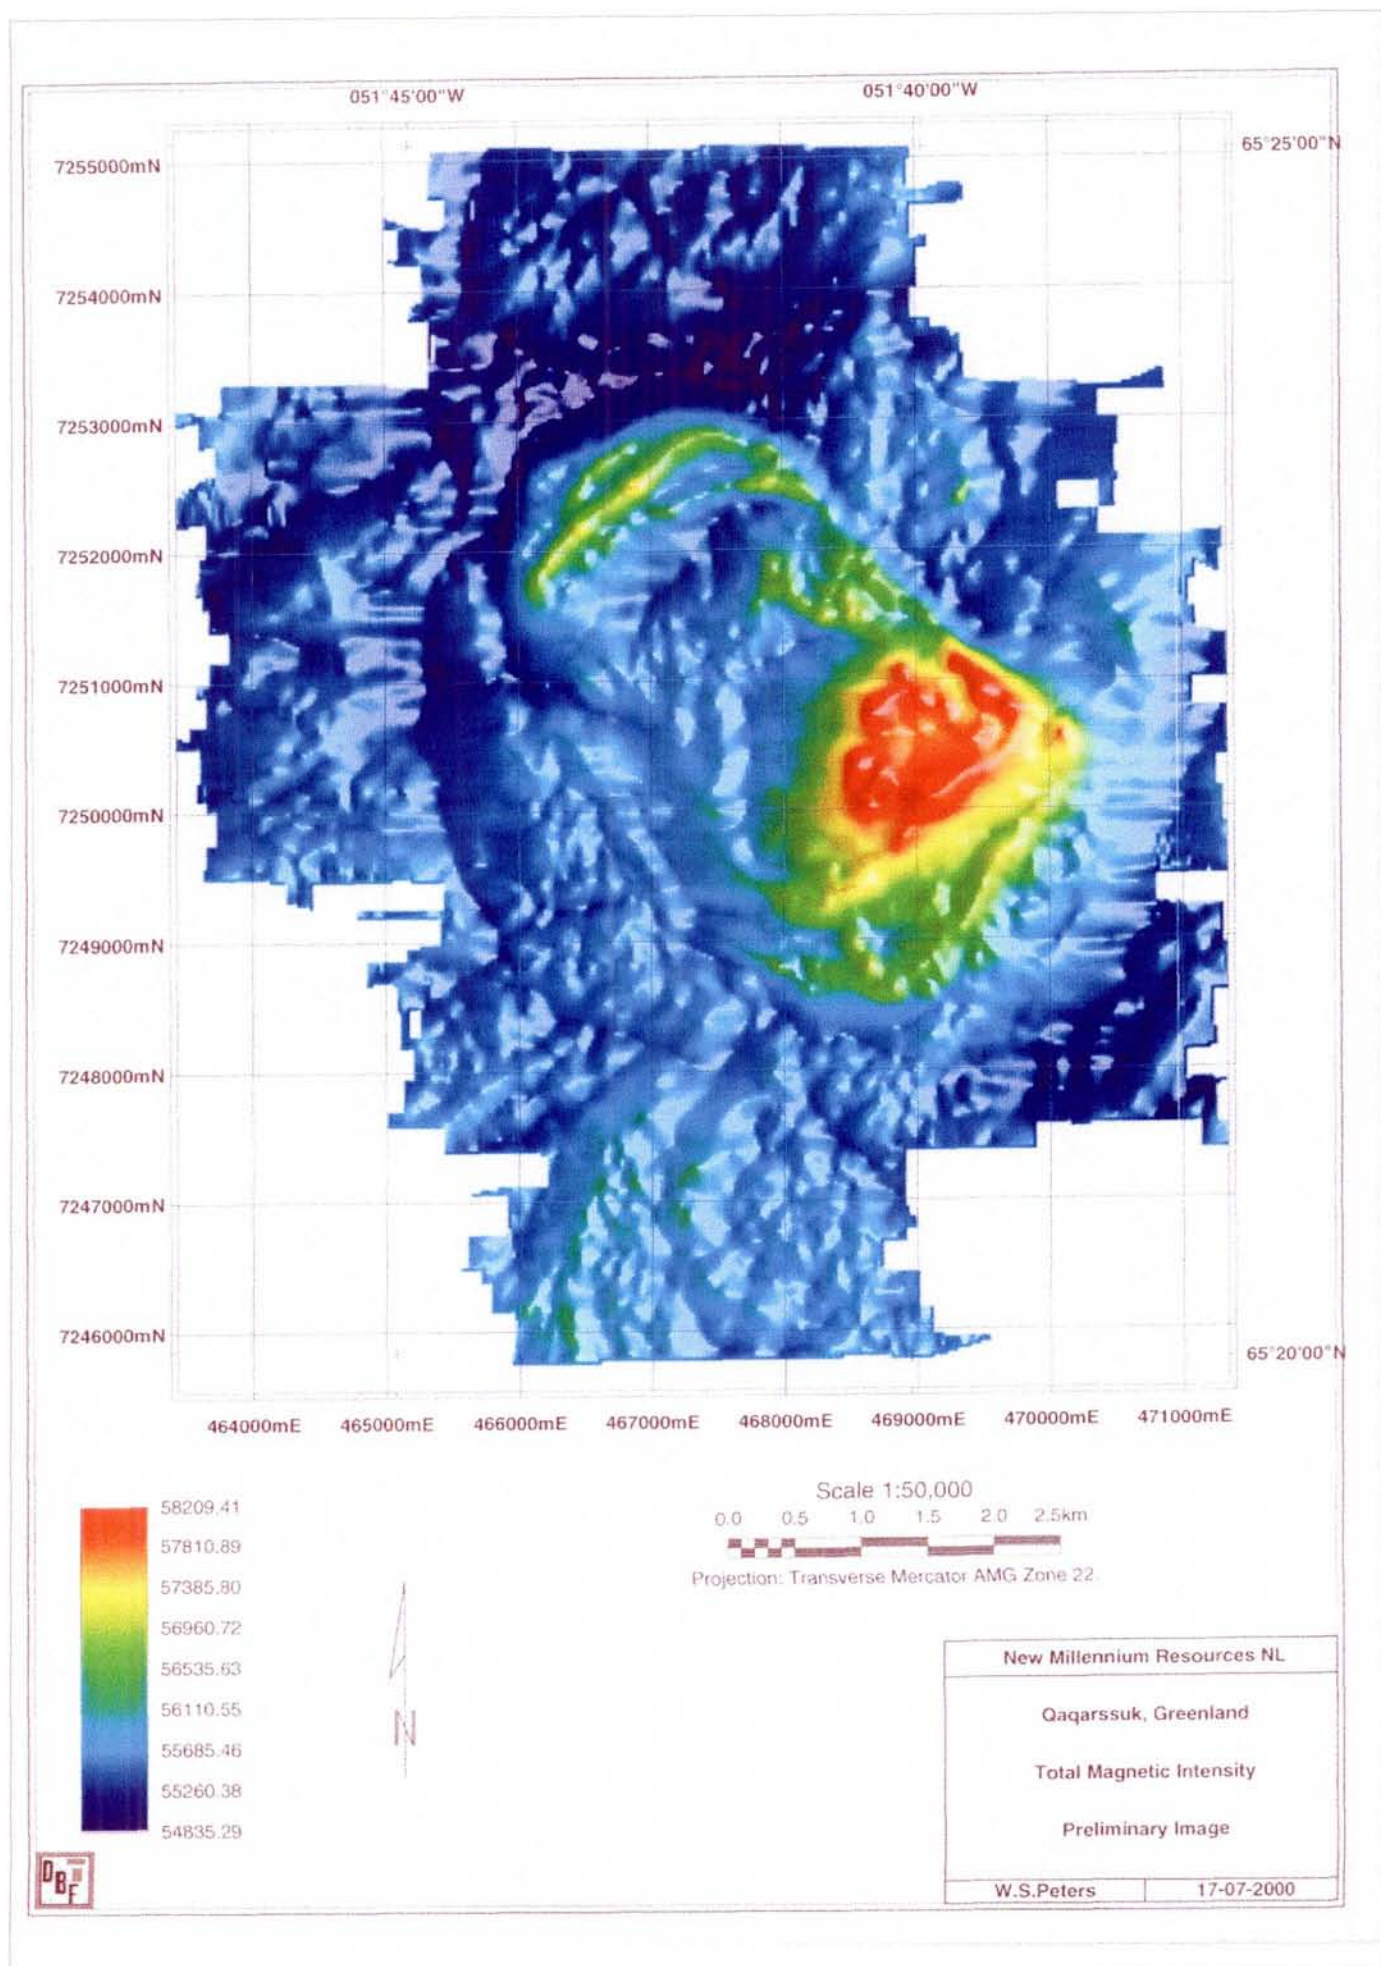 051°45'00"W 051°40'00"W
65°25'00"N
7255000mN
7254000mN
7253000mN
7252000mN
7251000mN
7250000mN
7249000mN
7248000mN
7247000mN
7246000mN
65°20'00"N
464000mE 465000mE 466000mE 467000mE 468000mE 469000mE 470000mE 471000mE
58209.41
57810.89
57385.80
56960.72
56535.63
56110.55
55685.46
55260.38
54835.29
N
Scale 1:50,000
0.0 0.5 1.0 1.5 2.0 2.5km
Projection: Transverse Mercator AMG Zone 22.
New Millennium Resources NL
Qaqarssuk, Greenland
Total Magnetic Intensity
Preliminary Image
W.S.Peters 17-07-2000
DBF